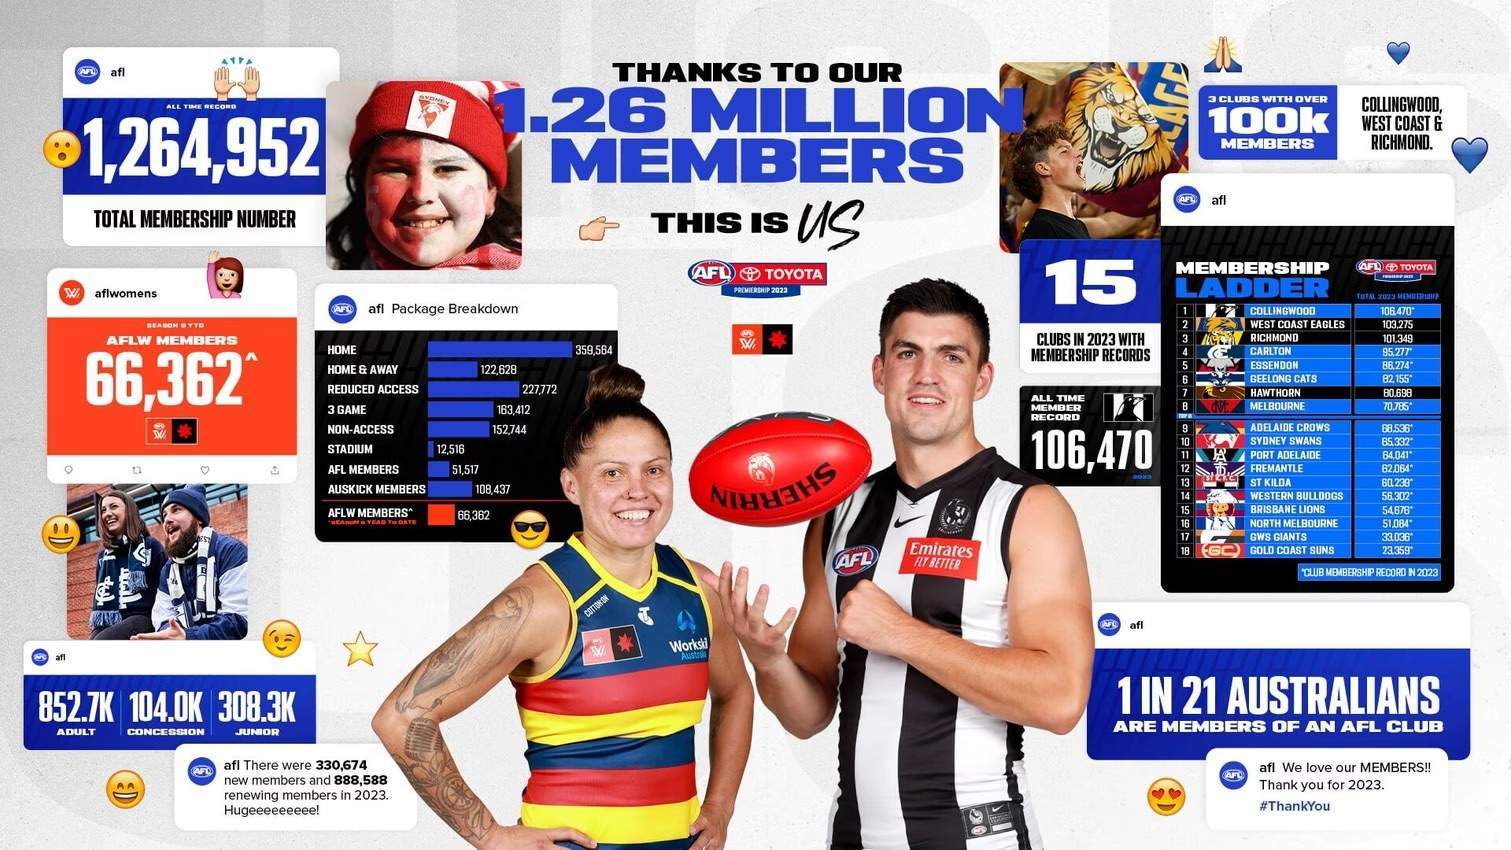 afl
ALL TIME RECORD
1,264,952
TOTAL MEMBERSHIP NUMBER
SYDNEY
THANKS TO OUR
1.26 MILLION
MEMBERS
THIS IS US
AFL TOYOTA
PREMIERSHIP 2023
3 CLUBS WITH OVER
100k
MEMBERS
COLLINGWOOD,
WEST COAST &
RICHMOND.
aflwomens
SEASON 8 YTD
AFLW MEMBERS
66,362^
afl Package Breakdown
HOME 359,564
HOME & AWAY 122,628
REDUCED ACCESS 227,772
3 GAME 163,412
NON-ACCESS 152,744
STADIUM 12,516
AFL MEMBERS 51,517
AUSKICK MEMBERS 108,437
AFLW MEMBERS^ 66,362
^SEASON 8 YEAR TO DATE
15
CLUBS IN 2023 WITH
MEMBERSHIP RECORDS
ALL TIME
MEMBER
RECORD
106,470
2023
afl
MEMBERSHIP
LADDER
AFL TOYOTA
PREMIERSHIP 2023
TOTAL 2023 MEMBERSHIP
1 COLLINGWOOD 106,470*
2 WEST COAST EAGLES 103,275
3 RICHMOND 101,349
4 CARLTON 95,277*
5 ESSENDON 86,274*
6 GEELONG CATS 82,155*
7 HAWTHORN 80,698
8 MELBOURNE 70,785*
TOP 8
9 ADELAIDE CROWS 68,536*
10 SYDNEY SWANS 65,332*
11 PORT ADELAIDE 64,041*
12 FREMANTLE 62,064*
13 ST KILDA 60,239*
14 WESTERN BULLDOGS 56,302*
15 BRISBANE LIONS 54,676*
16 NORTH MELBOURNE 51,084*
17 GWS GIANTS 33,036*
18 GOLD COAST SUNS 23,359*
*CLUB MEMBERSHIP RECORD IN 2023
SHERRIN
AFL
Emirates
FLY BETTER
COTTON ON
Workski
Australia
afl
852.7K 104.0K 308.3K
ADULT CONCESSION JUNIOR
afl There were 330,674
new members and 888,588
renewing members in 2023.
Hugeeeeeeeee!
afl
1 IN 21 AUSTRALIANS
ARE MEMBERS OF AN AFL CLUB
afl We love our MEMBERS!!
Thank you for 2023.
#ThankYou